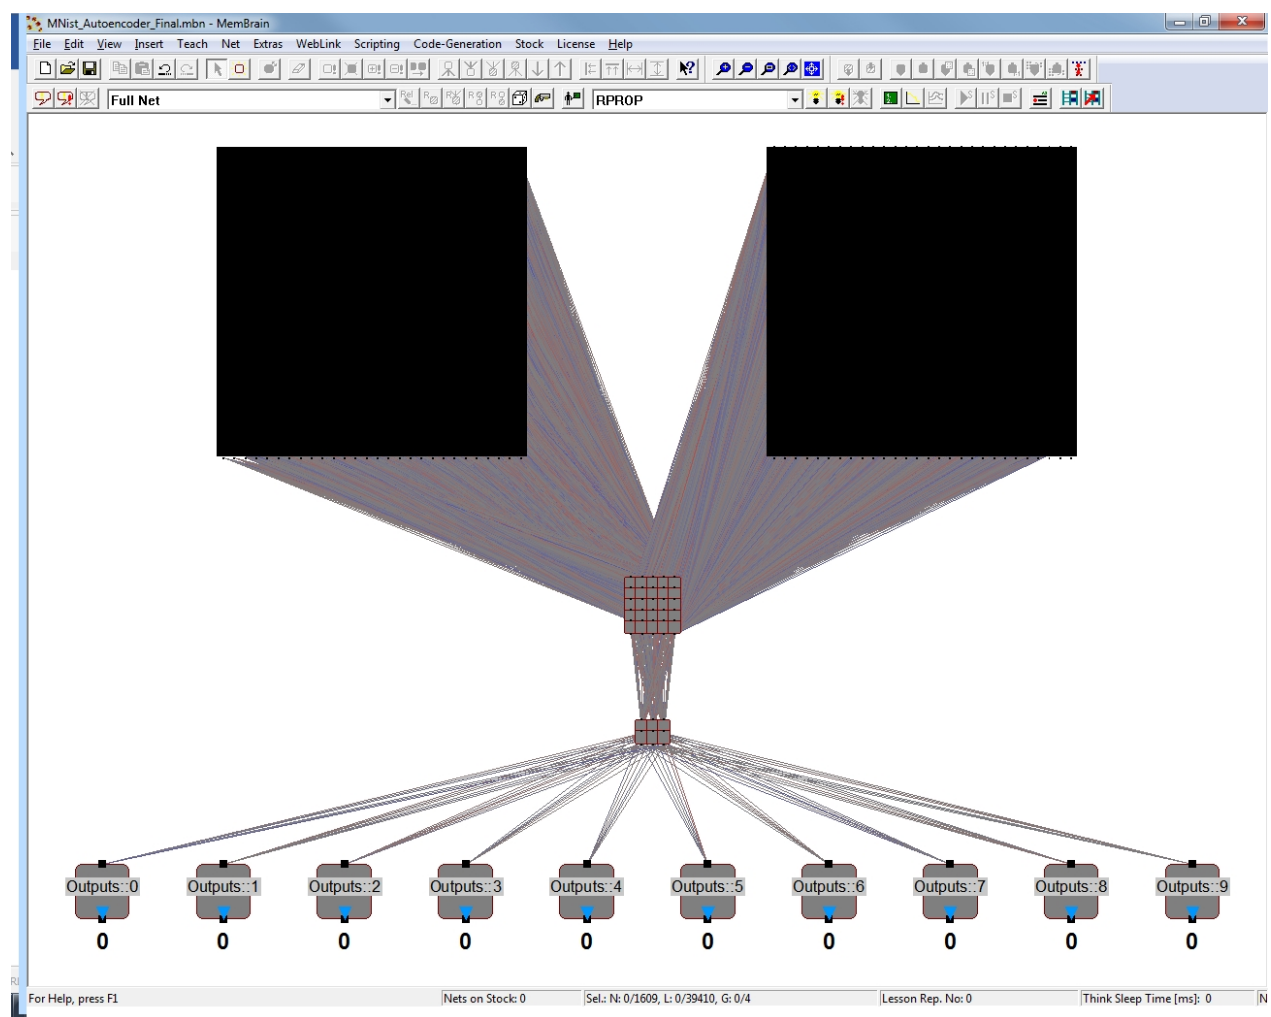 MNist_Autoencoder_Final.mbn - MemBrain
File Edit View Insert Teach Net Extras WebLink Scripting Code-Generation Stock License Help
Full Net RPROP
Outputs::0 Outputs::1 Outputs::2 Outputs::3 Outputs::4 Outputs::5 Outputs::6 Outputs::7 Outputs::8 Outputs::9
0 0 0 0 0 0 0 0 0 0
For Help, press F1 Nets on Stock: 0 Sel.: N: 0/1609, L: 0/39410, G: 0/4 Lesson Rep. No: 0 Think Sleep Time [ms]: 0 N